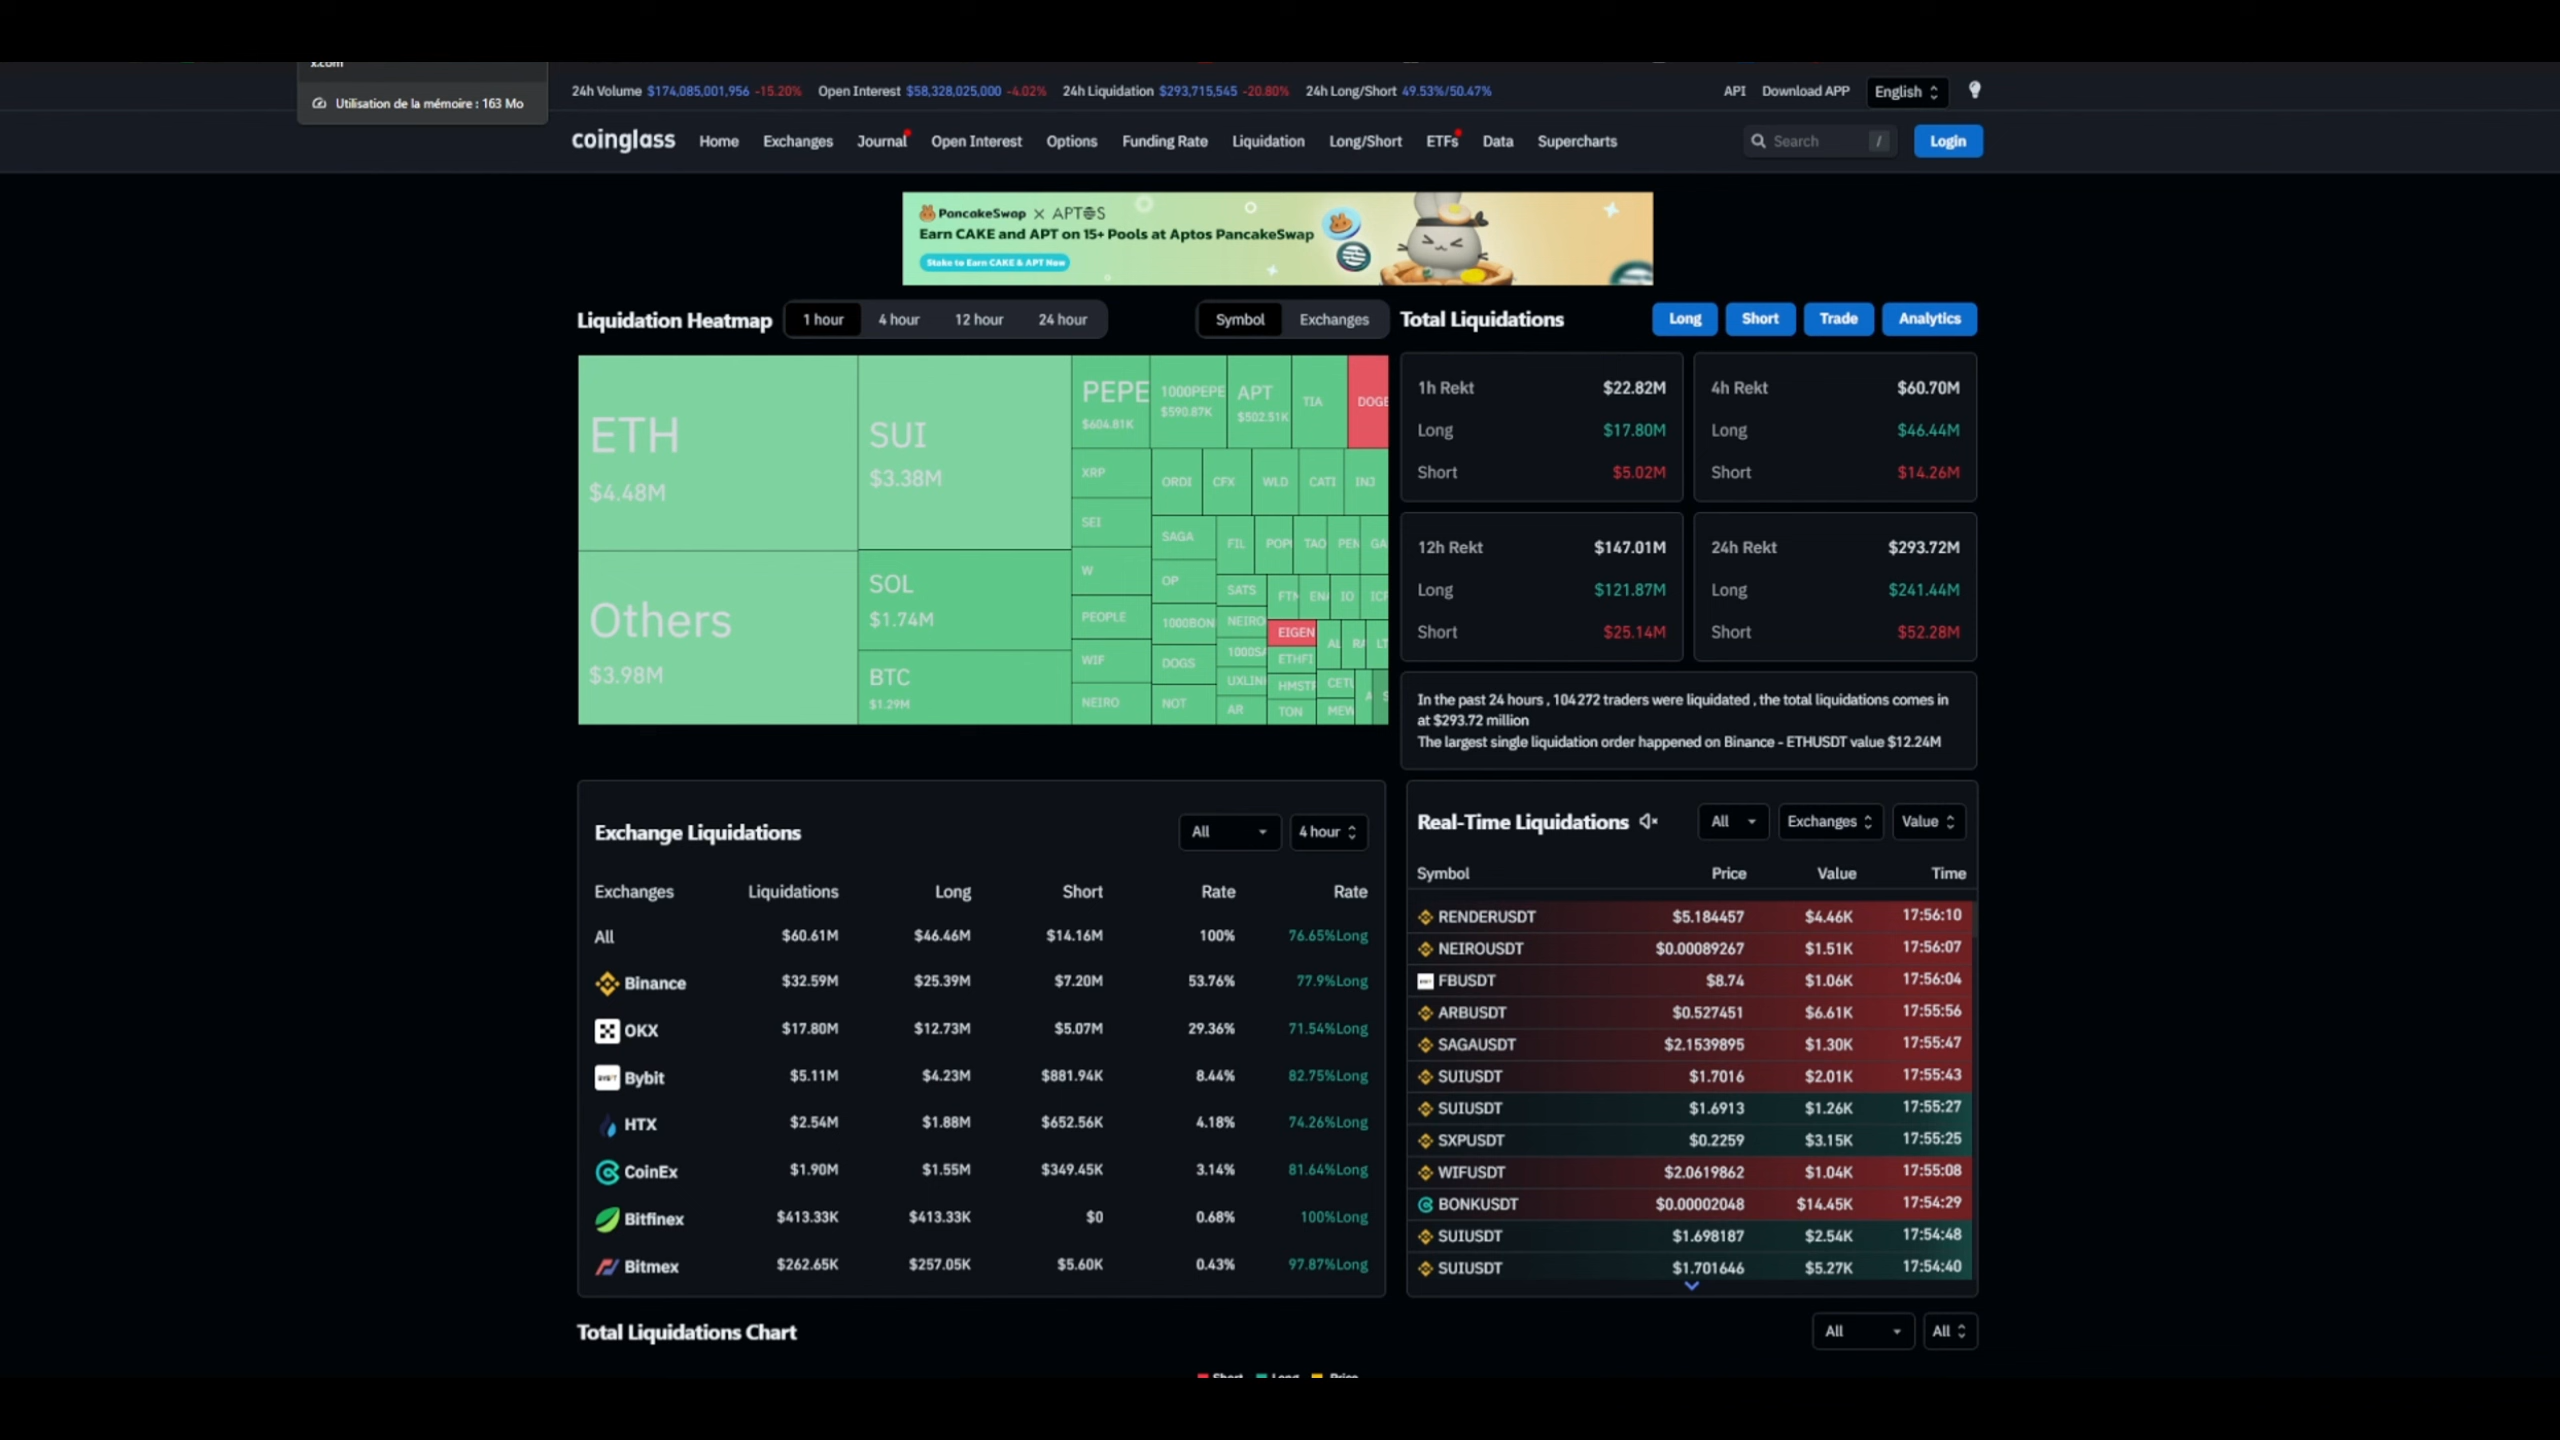 x.com
Utilisation de la mémoire : 163 Mo
24h Volume $174,085,001,956 -15.20% Open Interest $58,328,025,000 -4.02% 24h Liquidation $293,715,545 -20.80% 24h Long/Short 49.53%/50.47%
API Download APP English
coinglass Home Exchanges Journal Open Interest Options Funding Rate Liquidation Long/Short ETFs Data Supercharts Search / Login
PancakeSwap X APTOS
Earn CAKE and APT on 15+ Pools at Aptos PancakeSwap
Stake to Earn CAKE & APT Now
Liquidation Heatmap 1 hour 4 hour 12 hour 24 hour Symbol Exchanges
ETH
$4.48M
Others
$3.98M
SUI
$3.38M
SOL
$1.74M
BTC
$1.29M
PEPE
$604.81K
1000PEPE
$590.87K
APT
$502.51K
TIA
DOGE
XRP
SEI
W
PEOPLE
WIF
NEIRO
ORDI CFX WLD CATI INJ
SAGA
OP
1000BON
DOGS
NOT
FIL POP TAO PEN GA
SATS
NEIRO
1000SA
UXLIN
AR
FTM ENA IO ICP
EIGEN
ETHFI
HMSTR
TON
AL RA LT
CETU
MEW
A S
Total Liquidations Long Short Trade Analytics
1h Rekt $22.82M
Long $17.80M
Short $5.02M
4h Rekt $60.70M
Long $46.44M
Short $14.26M
12h Rekt $147.01M
Long $121.87M
Short $25.14M
24h Rekt $293.72M
Long $241.44M
Short $52.28M
In the past 24 hours , 104272 traders were liquidated , the total liquidations comes in
at $293.72 million
The largest single liquidation order happened on Binance - ETHUSDT value $12.24M
Exchange Liquidations All 4 hour
Exchanges Liquidations Long Short Rate Rate
All $60.61M $46.46M $14.16M 100% 76.65%Long
Binance $32.59M $25.39M $7.20M 53.76% 77.9%Long
OKX $17.80M $12.73M $5.07M 29.36% 71.54%Long
Bybit $5.11M $4.23M $881.94K 8.44% 82.75%Long
HTX $2.54M $1.88M $652.56K 4.18% 74.26%Long
CoinEx $1.90M $1.55M $349.45K 3.14% 81.64%Long
Bitfinex $413.33K $413.33K $0 0.68% 100%Long
Bitmex $262.65K $257.05K $5.60K 0.43% 97.87%Long
Real-Time Liquidations All Exchanges Value
Symbol Price Value Time
RENDERUSDT $5.184457 $4.46K 17:56:10
NEIROUSDT $0.00089267 $1.51K 17:56:07
FBUSDT $8.74 $1.06K 17:56:04
ARBUSDT $0.527451 $6.61K 17:55:56
SAGAUSDT $2.1539895 $1.30K 17:55:47
SUIUSDT $1.7016 $2.01K 17:55:43
SUIUSDT $1.6913 $1.26K 17:55:27
SXPUSDT $0.2259 $3.15K 17:55:25
WIFUSDT $2.0619862 $1.04K 17:55:08
BONKUSDT $0.00002048 $14.45K 17:54:29
SUIUSDT $1.698187 $2.54K 17:54:48
SUIUSDT $1.701646 $5.27K 17:54:40
Total Liquidations Chart All All
Short Long Price